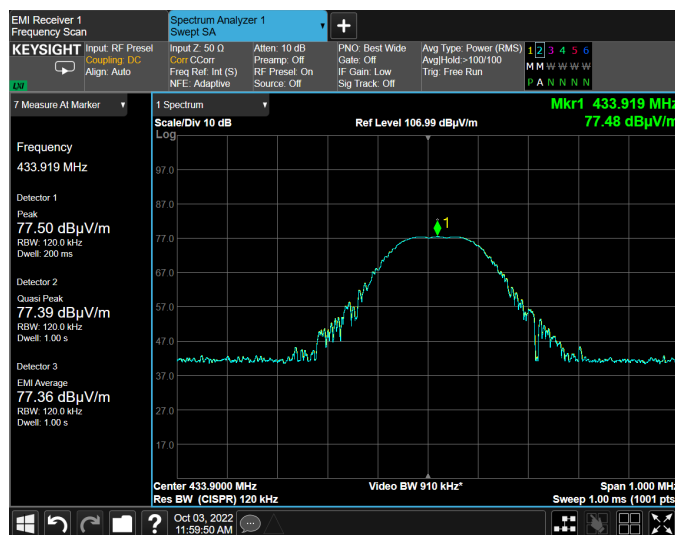 EMI Receiver 1
Frequency Scan
Spectrum Analyzer 1
Swept SA
+
KEYSIGHT
Input: RF Presel
Coupling: DC
Align: Auto
LXI
Input Z: 50 Ω
Corr CCorr
Freq Ref: Int (S)
NFE: Adaptive
Atten: 10 dB
Preamp: Off
RF Preset: On
Source: Off
PNO: Best Wide
Gate: Off
IF Gain: Low
Sig Track: Off
Avg Type: Power (RMS)
Avg|Hold:>100/100
Trig: Free Run
1 2 3 4 5 6
M M W W W W
P A N N N N
7 Measure At Marker
Frequency
433.919 MHz
Detector 1
Peak
77.50 dBµV/m
RBW: 120.0 kHz
Dwell: 200 ms
Detector 2
Quasi Peak
77.39 dBµV/m
RBW: 120.0 kHz
Dwell: 1.00 s
Detector 3
EMI Average
77.36 dBµV/m
RBW: 120.0 kHz
Dwell: 1.00 s
1 Spectrum
Scale/Div 10 dB
Log
Ref Level 106.99 dBµV/m
Mkr1 433.919 MHz
77.48 dBµV/m
97.0
87.0
77.0
67.0
57.0
47.0
37.0
27.0
17.0
1
Center 433.9000 MHz
Res BW (CISPR) 120 kHz
Video BW 910 kHz*
Span 1.000 MHz
Sweep 1.00 ms (1001 pts
?
Oct 03, 2022
11:59:50 AM